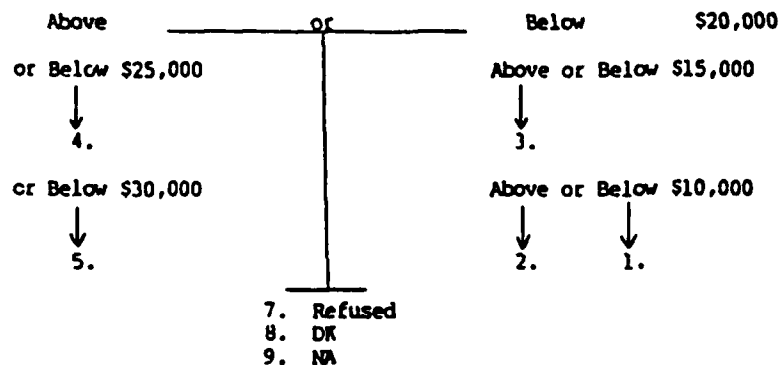 Above or Below $20,000
or Below $25,000 Above or Below $15,000
4. 3.
or Below $30,000 Above or Below $10,000
5. 2. 1.
7. Refused
8. DK
9. NA